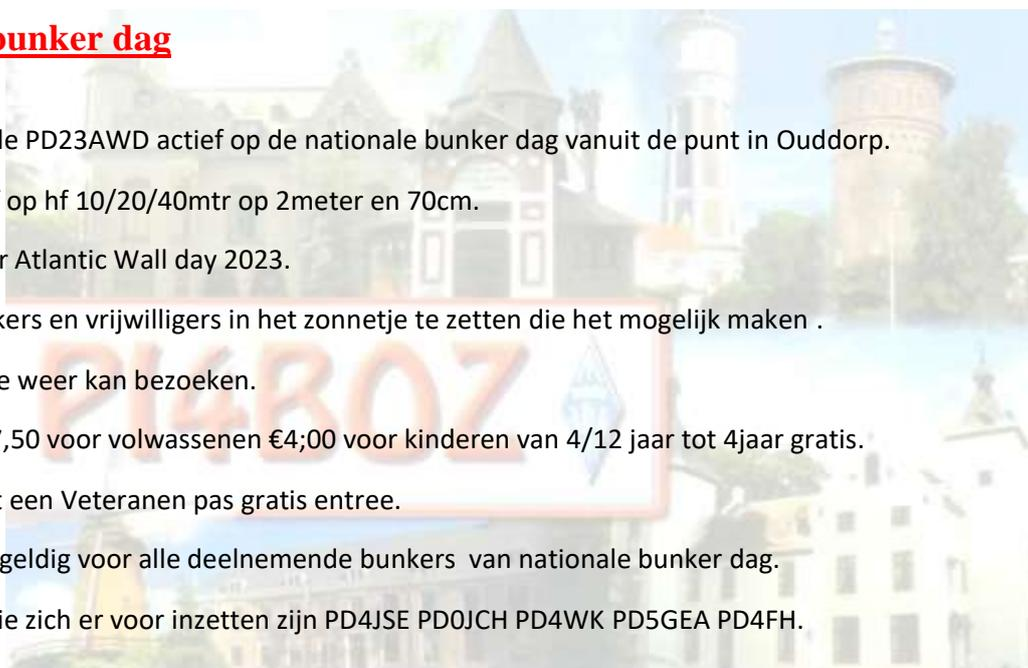 bunker dag
de PD23AWD actief op de nationale bunker dag vanuit de punt in Ouddorp.
op hf 10/20/40mtr op 2meter en 70cm.
r Atlantic Wall day 2023.
kers en vrijwilligers in het zonnetje te zetten die het mogelijk maken .
PI4BOZ
e weer kan bezoeken.
7,50 voor volwassenen €4;00 voor kinderen van 4/12 jaar tot 4jaar gratis.
t een Veteranen pas gratis entree.
geldig voor alle deelnemende bunkers van nationale bunker dag.
ie zich er voor inzetten zijn PD4JSE PD0JCH PD4WK PD5GEA PD4FH.